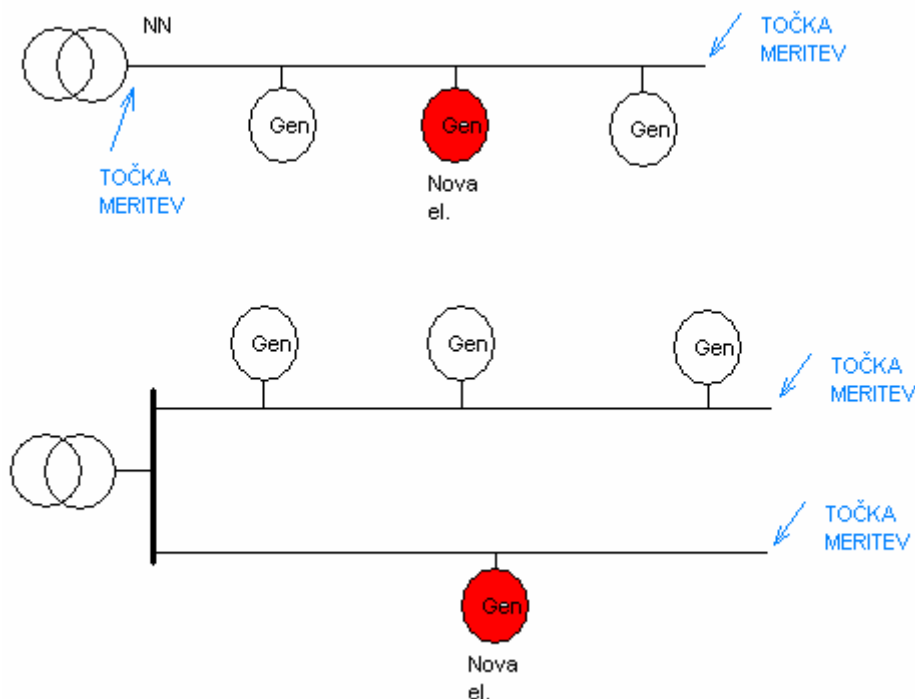 NN
TOČKA
MERITEV
Gen
Gen
Gen
TOČKA
MERITEV
Nova
el.
Gen
Gen
Gen
TOČKA
MERITEV
TOČKA
MERITEV
Gen
Nova
el.